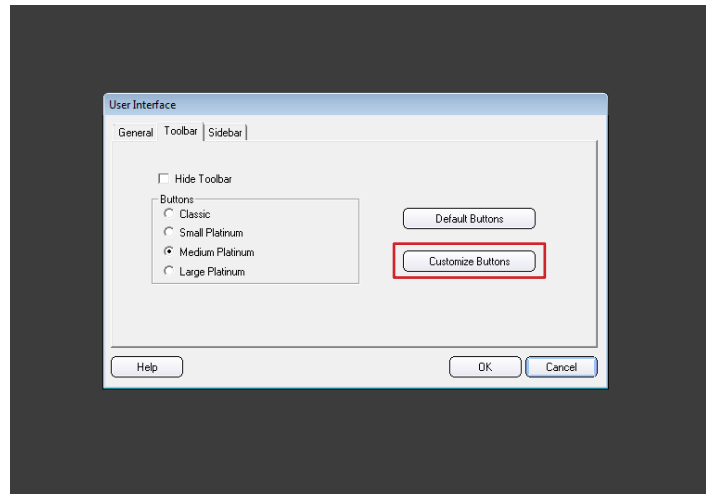 User Interface
General Toolbar Sidebar
Hide Toolbar
Buttons
Classic
Small Platinum
Medium Platinum
Large Platinum
Default Buttons
Customize Buttons
Help OK Cancel